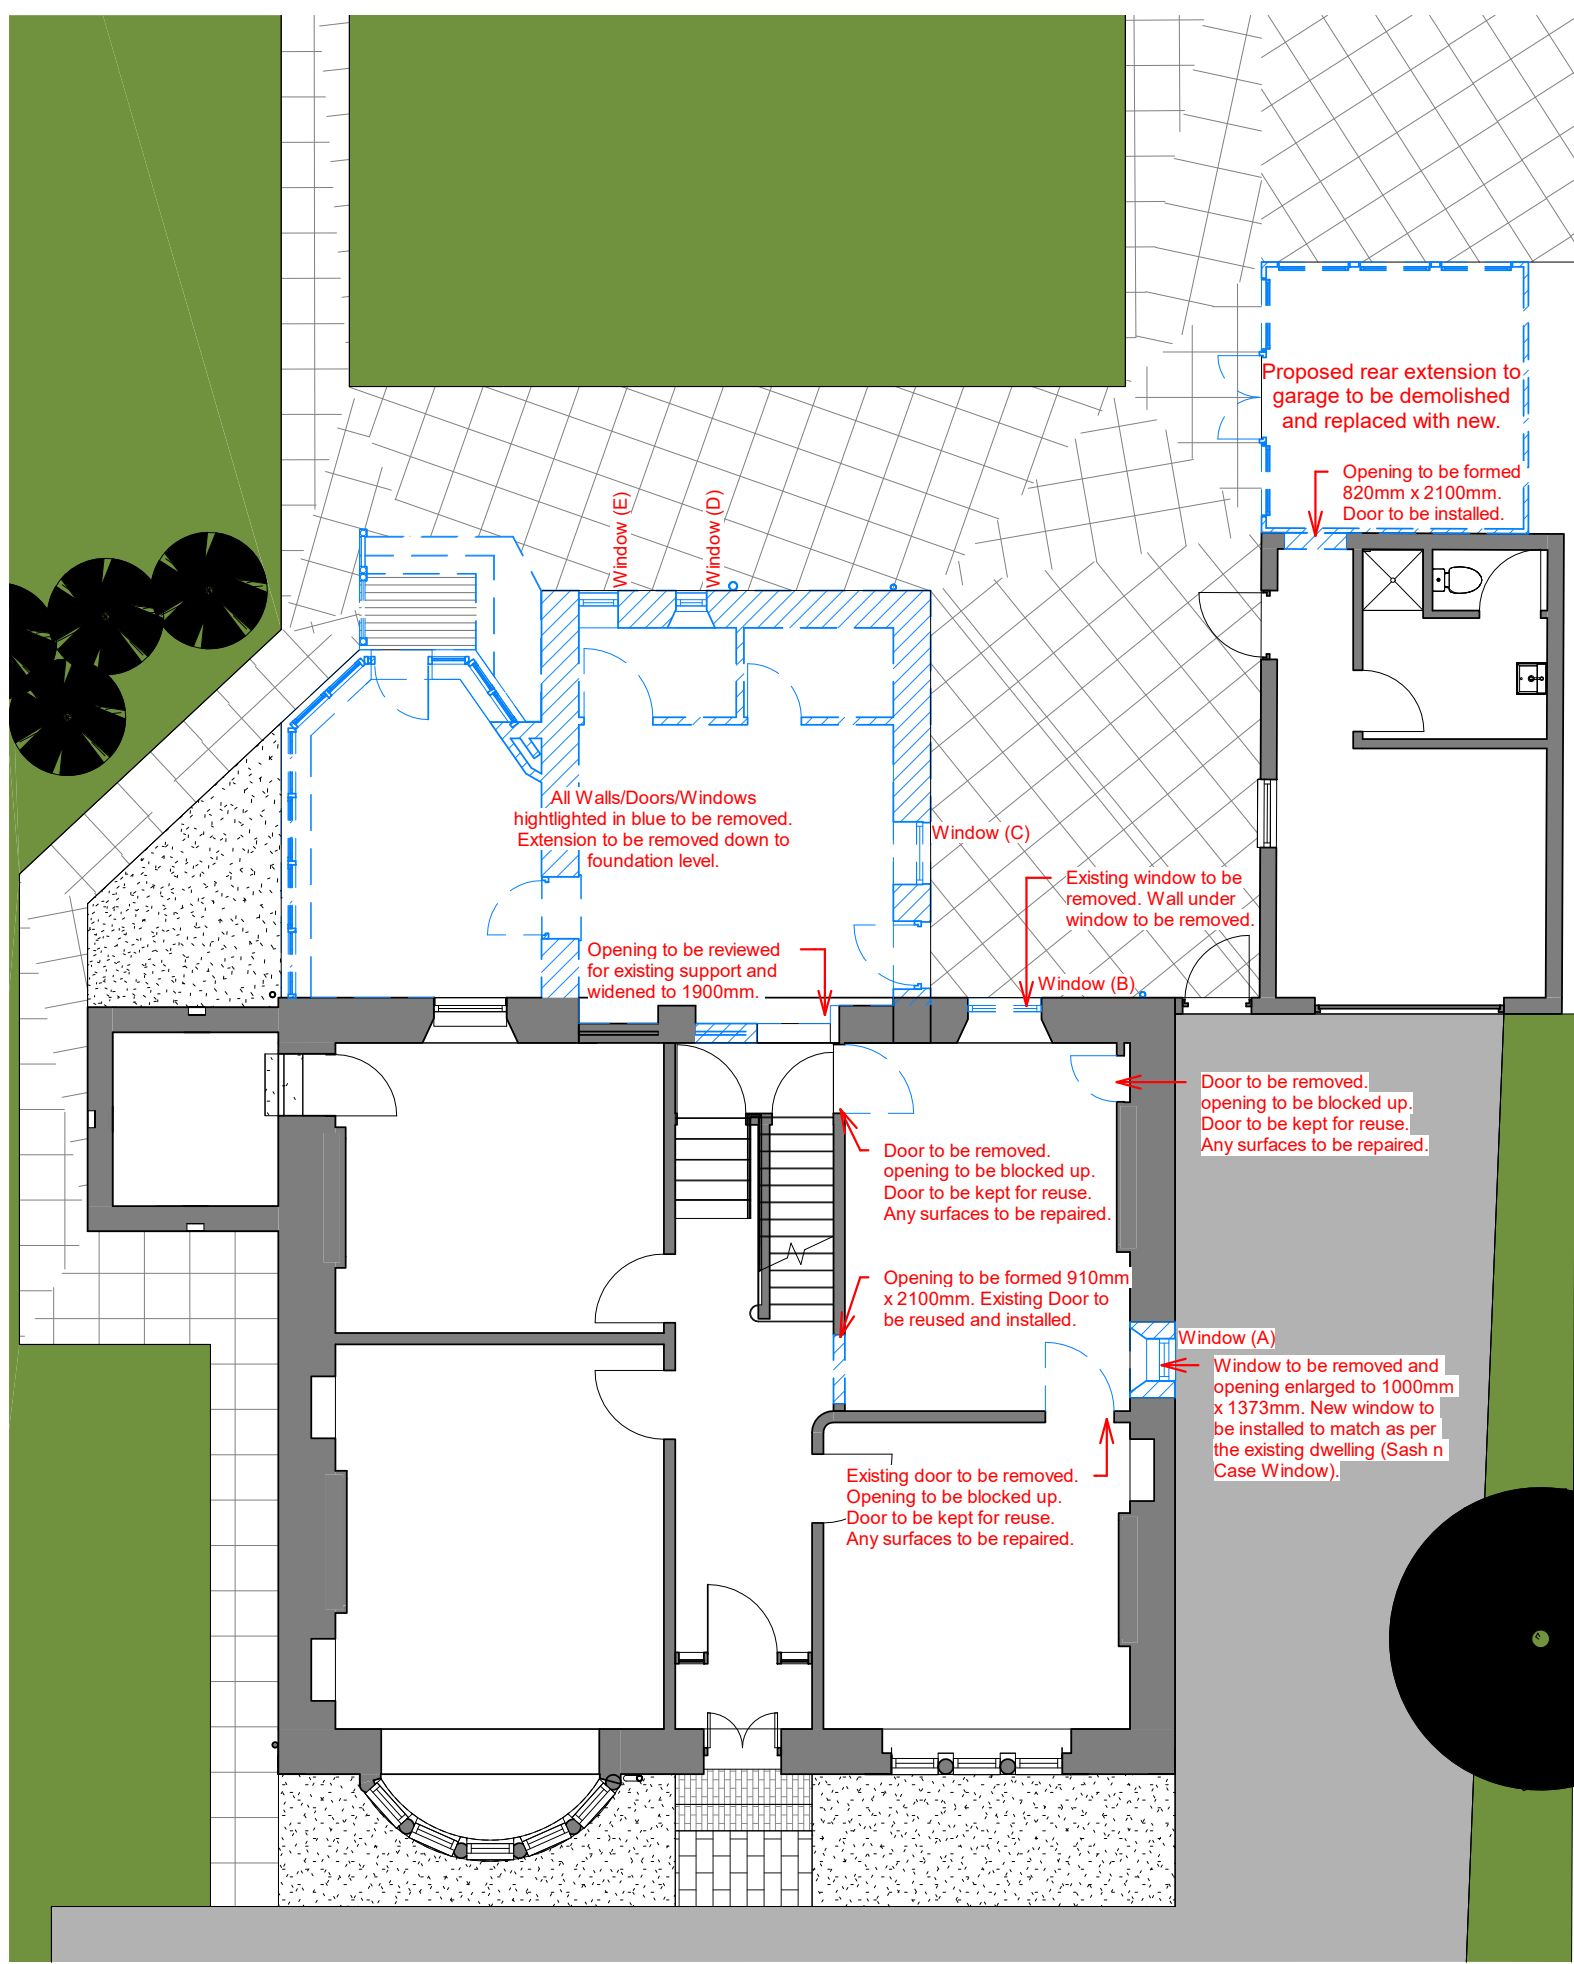 Proposed rear extension to
garage to be demolished
and replaced with new.
Opening to be formed
820mm x 2100mm.
Door to be installed.
Window (E)
Window (D)
All Walls/Doors/Windows
hightlighted in blue to be removed.
Extension to be removed down to
foundation level.
Window (C)
Existing window to be
removed. Wall under
window to be removed.
Opening to be reviewed
for existing support and
widened to 1900mm.
Window (B)
Door to be removed.
opening to be blocked up.
Door to be kept for reuse.
Any surfaces to be repaired.
Door to be removed.
opening to be blocked up.
Door to be kept for reuse.
Any surfaces to be repaired.
Opening to be formed 910mm
x 2100mm. Existing Door to
be reused and installed.
Window (A)
Window to be removed and
opening enlarged to 1000mm
x 1373mm. New window to
be installed to match as per
the existing dwelling (Sash n
Case Window).
Existing door to be removed.
Opening to be blocked up.
Door to be kept for reuse.
Any surfaces to be repaired.